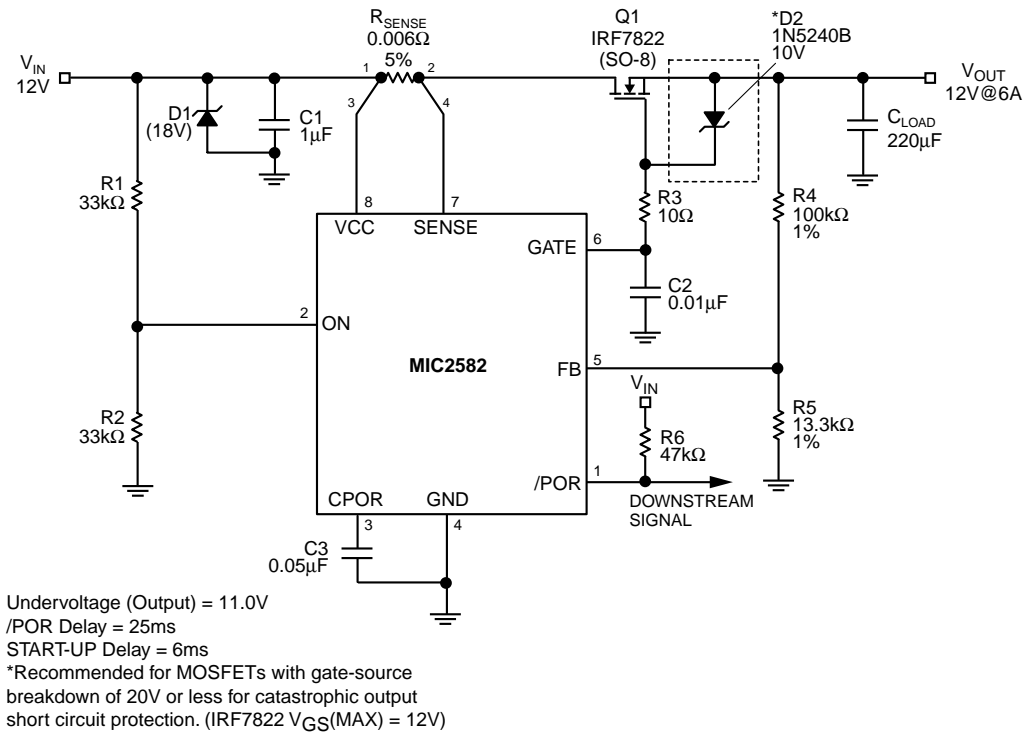 R_SENSE
0.006Ω
5%
Q1
IRF7822
(SO-8)
*D2
1N5240B
10V
V_IN
12V
1
2
3
4
V_OUT
12V@6A
D1
(18V)
C1
1µF
C_LOAD
220µF
R1
33kΩ
R3
10Ω
R4
100kΩ
1%
8
7
VCC
SENSE
GATE
6
C2
0.01µF
2
ON
MIC2582
FB
5
V_IN
R2
33kΩ
R6
47kΩ
R5
13.3kΩ
1%
/POR
1
DOWNSTREAM
SIGNAL
CPOR
GND
3
4
C3
0.05µF
Undervoltage (Output) = 11.0V
/POR Delay = 25ms
START-UP Delay = 6ms
*Recommended for MOSFETs with gate-source
breakdown of 20V or less for catastrophic output
short circuit protection. (IRF7822 V_GS(MAX) = 12V)